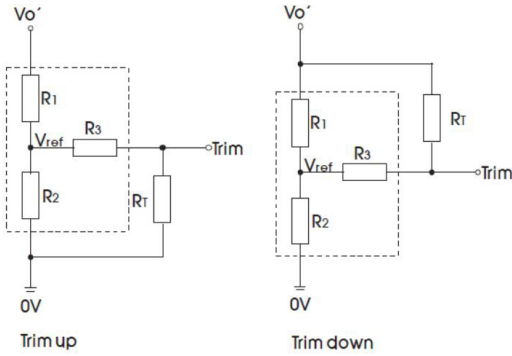 Vo´
R1
Vref
R3
Trim
R2
RT
0V
Trim up
Vo´
RT
R1
Vref
R3
Trim
R2
0V
Trim down